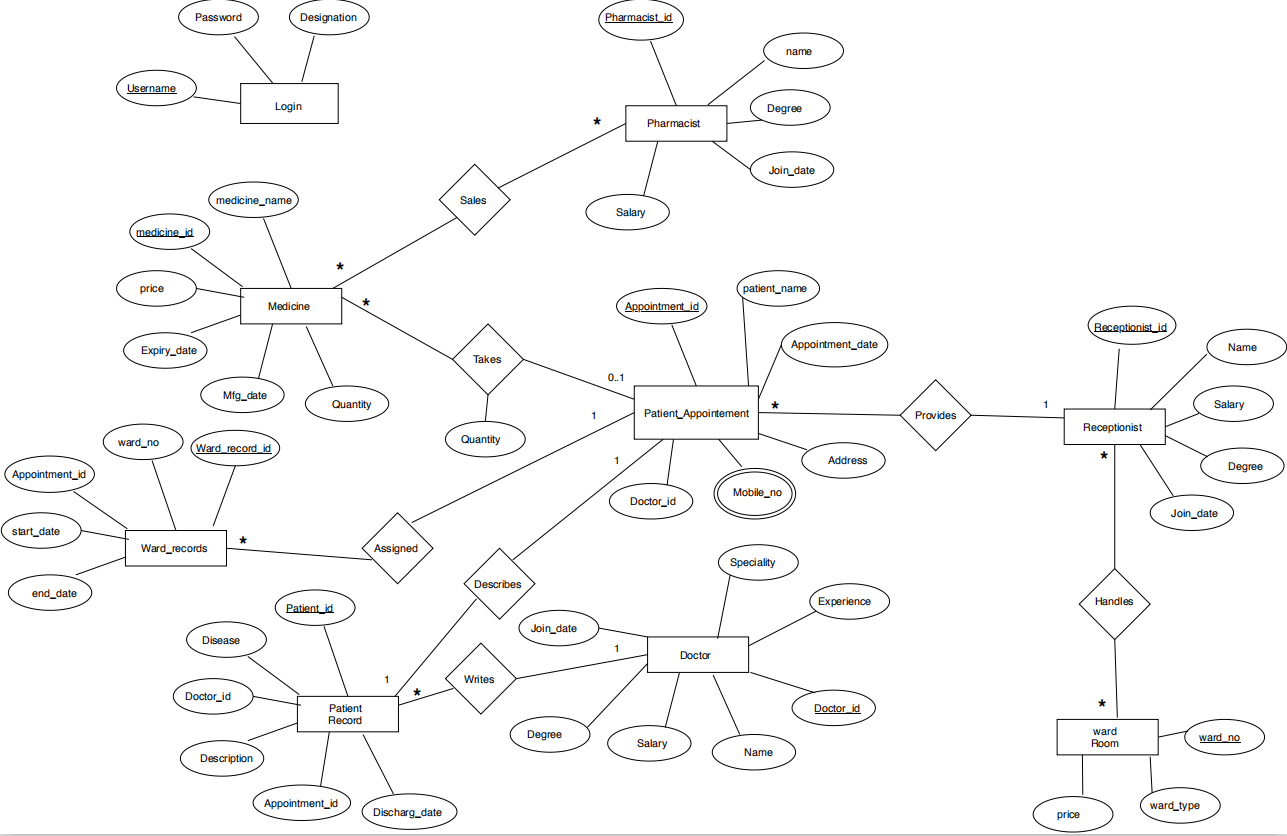 Password
Designation
Username
Login
Pharmacist_id
name
Degree
Pharmacist
Join_date
Salary
*
Sales
*
medicine_name
medicine_id
price
Medicine
Expiry_date
Mfg_date
Quantity
*
Takes
Quantity
0..1
Appointment_id
patient_name
Appointment_date
Patient_Appointement
Address
Mobile_no
Doctor_id
*
Provides
1
Receptionist_id
Name
Salary
Receptionist
Degree
Join_date
*
Handles
*
ward
Room
ward_no
ward_type
price
1
Assigned
*
ward_no
Ward_record_id
Appointment_id
start_date
Ward_records
end_date
1
Describes
1
Patient_id
Disease
Doctor_id
Patient
Record
Description
Appointment_id
Discharg_date
*
Writes
1
Speciality
Experience
Join_date
Doctor
Doctor_id
Degree
Salary
Name